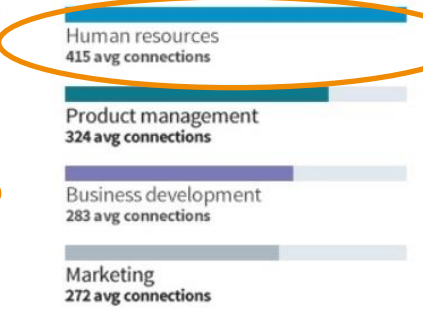 Human resources
415 avg connections
Product management
324 avg connections
Business development
283 avg connections
Marketing
272 avg connections